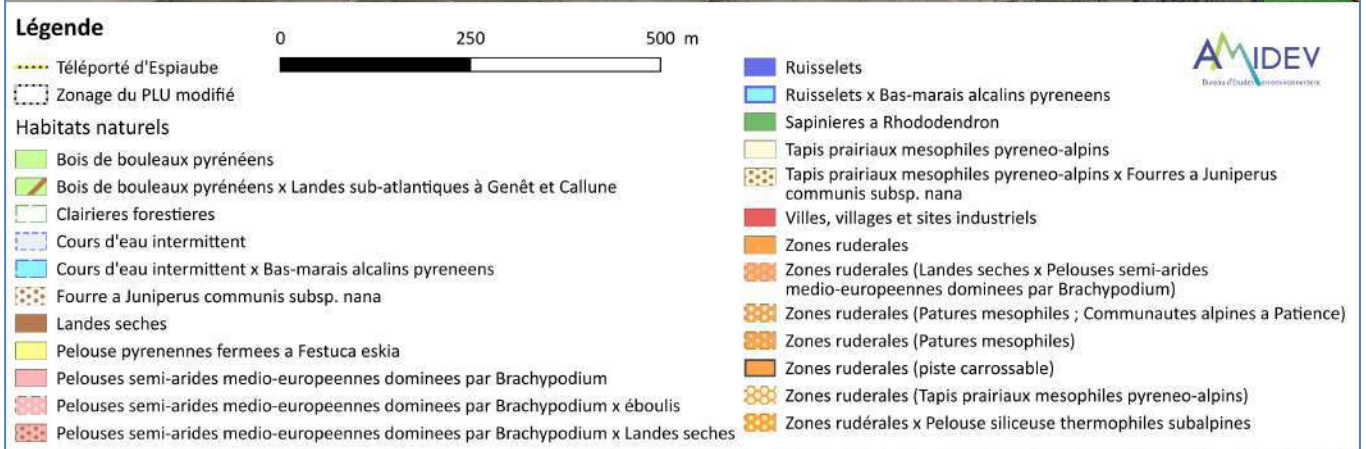 Légende
0 250 500 m
Téléporté d'Espiaube
Zonage du PLU modifié
Habitats naturels
Bois de bouleaux pyrénéens
Bois de bouleaux pyrénéens x Landes sub-atlantiques à Genêt et Callune
Clairieres forestieres
Cours d'eau intermittent
Cours d'eau intermittent x Bas-marais alcalins pyreneens
Fourre a Juniperus communis subsp. nana
Landes seches
Pelouse pyrenennes fermees a Festuca eskia
Pelouses semi-arides medio-europeennes dominees par Brachypodium
Pelouses semi-arides medio-europeennes dominees par Brachypodium x éboulis
Pelouses semi-arides medio-europeennes dominees par Brachypodium x Landes seches
Ruisselets
Ruisselets x Bas-marais alcalins pyreneens
Sapinieres a Rhododendron
Tapis prairiaux mesophiles pyreneo-alpins
Tapis prairiaux mesophiles pyreneo-alpins x Fourres a Juniperus
communis subsp. nana
Villes, villages et sites industriels
Zones ruderales
Zones ruderales (Landes seches x Pelouses semi-arides
medio-europeennes dominees par Brachypodium)
Zones ruderales (Patures mesophiles ; Communautes alpines a Patience)
Zones ruderales (Patures mesophiles)
Zones ruderales (piste carrossable)
Zones ruderales (Tapis prairiaux mesophiles pyreneo-alpins)
Zones rudérales x Pelouse siliceuse thermophiles subalpines
AMIDEV
Bureau d'Etudes en environnement